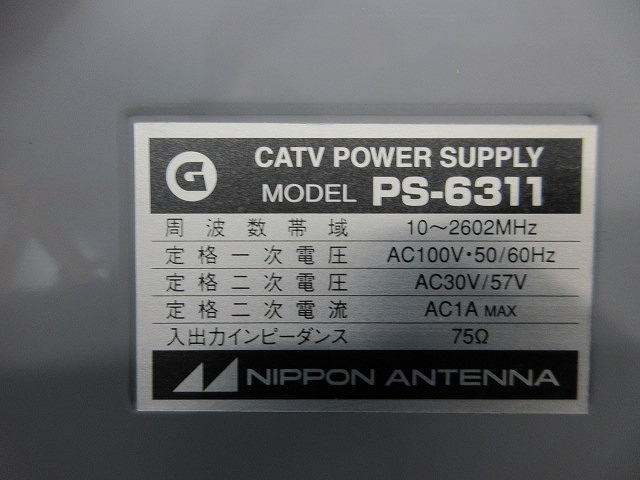 G
CATV POWER SUPPLY
MODEL PS-6311
周波数帯域 10～2602MHz
定格一次電圧 AC100V・50/60Hz
定格二次電圧 AC30V/57V
定格二次電流 AC1A MAX
入出力インピーダンス 75Ω
NIPPON ANTENNA